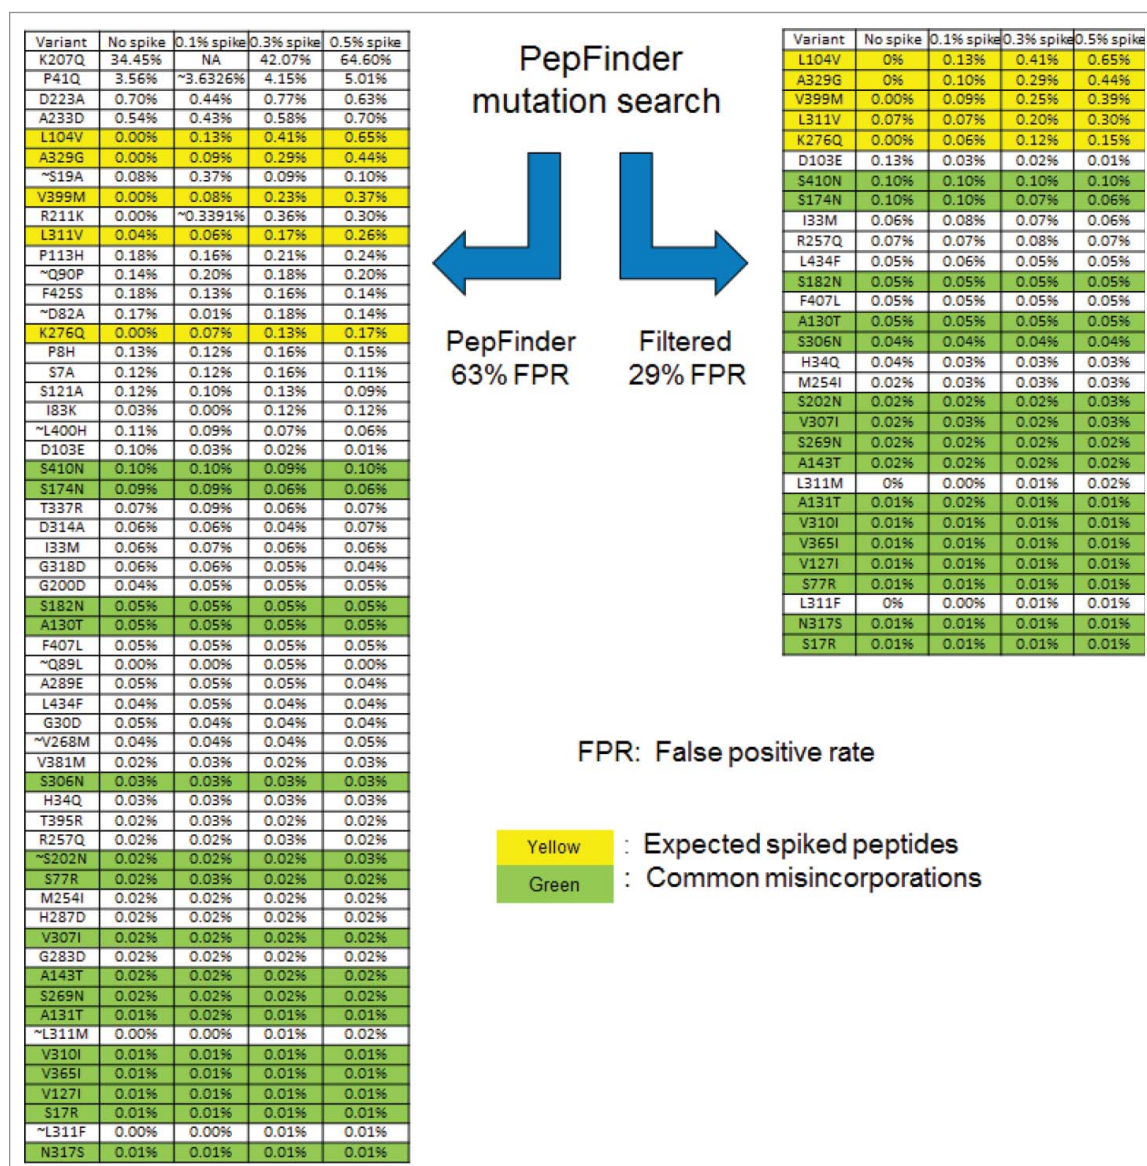 Variant No spike 0.1% spike 0.3% spike 0.5% spike
K207Q 34.45% NA 42.07% 64.60%
P41Q 3.56% ~3.6326% 4.15% 5.01%
D223A 0.70% 0.44% 0.77% 0.63%
A233D 0.54% 0.43% 0.58% 0.70%
L104V 0.00% 0.13% 0.41% 0.65%
A329G 0.00% 0.09% 0.29% 0.44%
~S19A 0.08% 0.37% 0.09% 0.10%
V399M 0.00% 0.08% 0.23% 0.37%
R211K 0.00% ~0.3391% 0.36% 0.30%
L311V 0.04% 0.06% 0.17% 0.26%
P113H 0.18% 0.16% 0.21% 0.24%
~Q90P 0.14% 0.20% 0.18% 0.20%
F425S 0.18% 0.13% 0.16% 0.14%
~D82A 0.17% 0.01% 0.18% 0.14%
K276Q 0.00% 0.07% 0.13% 0.17%
P8H 0.13% 0.12% 0.16% 0.15%
S7A 0.12% 0.12% 0.16% 0.11%
S121A 0.12% 0.10% 0.13% 0.09%
I83K 0.03% 0.00% 0.12% 0.12%
~L400H 0.11% 0.09% 0.07% 0.06%
D103E 0.10% 0.03% 0.02% 0.01%
S410N 0.10% 0.10% 0.09% 0.10%
S174N 0.09% 0.09% 0.06% 0.06%
T337R 0.07% 0.09% 0.06% 0.07%
D314A 0.06% 0.06% 0.04% 0.07%
I33M 0.06% 0.07% 0.06% 0.06%
G318D 0.06% 0.06% 0.05% 0.04%
G200D 0.04% 0.05% 0.05% 0.05%
S182N 0.05% 0.05% 0.05% 0.05%
A130T 0.05% 0.05% 0.05% 0.05%
F407L 0.05% 0.05% 0.05% 0.05%
~Q89L 0.00% 0.00% 0.05% 0.00%
A289E 0.05% 0.05% 0.05% 0.04%
L434F 0.04% 0.05% 0.04% 0.04%
G30D 0.05% 0.04% 0.04% 0.04%
~V268M 0.04% 0.04% 0.04% 0.05%
V381M 0.02% 0.03% 0.02% 0.03%
S306N 0.03% 0.03% 0.03% 0.03%
H34Q 0.03% 0.03% 0.03% 0.03%
T395R 0.02% 0.03% 0.02% 0.02%
R257Q 0.02% 0.02% 0.03% 0.02%
~S202N 0.02% 0.02% 0.02% 0.03%
S77R 0.02% 0.03% 0.02% 0.02%
M254I 0.02% 0.02% 0.02% 0.02%
H287D 0.02% 0.02% 0.02% 0.02%
V307I 0.02% 0.02% 0.02% 0.02%
G283D 0.02% 0.02% 0.02% 0.02%
A143T 0.02% 0.02% 0.02% 0.02%
S269N 0.02% 0.02% 0.02% 0.02%
A131T 0.01% 0.02% 0.01% 0.01%
~L311M 0.00% 0.00% 0.01% 0.02%
V310I 0.01% 0.01% 0.01% 0.01%
V365I 0.01% 0.01% 0.01% 0.01%
V127I 0.01% 0.01% 0.01% 0.01%
S17R 0.01% 0.01% 0.01% 0.01%
~L311F 0.00% 0.00% 0.01% 0.01%
N317S 0.01% 0.01% 0.01% 0.01%
PepFinder
mutation search
PepFinder
63% FPR
Filtered
29% FPR
Variant No spike 0.1% spike 0.3% spike 0.5% spike
L104V 0% 0.13% 0.41% 0.65%
A329G 0% 0.10% 0.29% 0.44%
V399M 0.00% 0.09% 0.25% 0.39%
L311V 0.07% 0.07% 0.20% 0.30%
K276Q 0.00% 0.06% 0.12% 0.15%
D103E 0.13% 0.03% 0.02% 0.01%
S410N 0.10% 0.10% 0.10% 0.10%
S174N 0.10% 0.10% 0.07% 0.06%
I33M 0.06% 0.08% 0.07% 0.06%
R257Q 0.07% 0.07% 0.08% 0.07%
L434F 0.05% 0.06% 0.05% 0.05%
S182N 0.05% 0.05% 0.05% 0.05%
F407L 0.05% 0.05% 0.05% 0.05%
A130T 0.05% 0.05% 0.05% 0.05%
S306N 0.04% 0.04% 0.04% 0.04%
H34Q 0.04% 0.03% 0.03% 0.03%
M254I 0.02% 0.03% 0.03% 0.03%
S202N 0.02% 0.02% 0.02% 0.03%
V307I 0.02% 0.03% 0.02% 0.03%
S269N 0.02% 0.02% 0.02% 0.02%
A143T 0.02% 0.02% 0.02% 0.02%
L311M 0% 0.00% 0.01% 0.02%
A131T 0.01% 0.02% 0.01% 0.01%
V310I 0.01% 0.01% 0.01% 0.01%
V365I 0.01% 0.01% 0.01% 0.01%
V127I 0.01% 0.01% 0.01% 0.01%
S77R 0.01% 0.01% 0.01% 0.01%
L311F 0% 0.00% 0.01% 0.01%
N317S 0.01% 0.01% 0.01% 0.01%
S17R 0.01% 0.01% 0.01% 0.01%
FPR: False positive rate
Yellow : Expected spiked peptides
Green : Common misincorporations